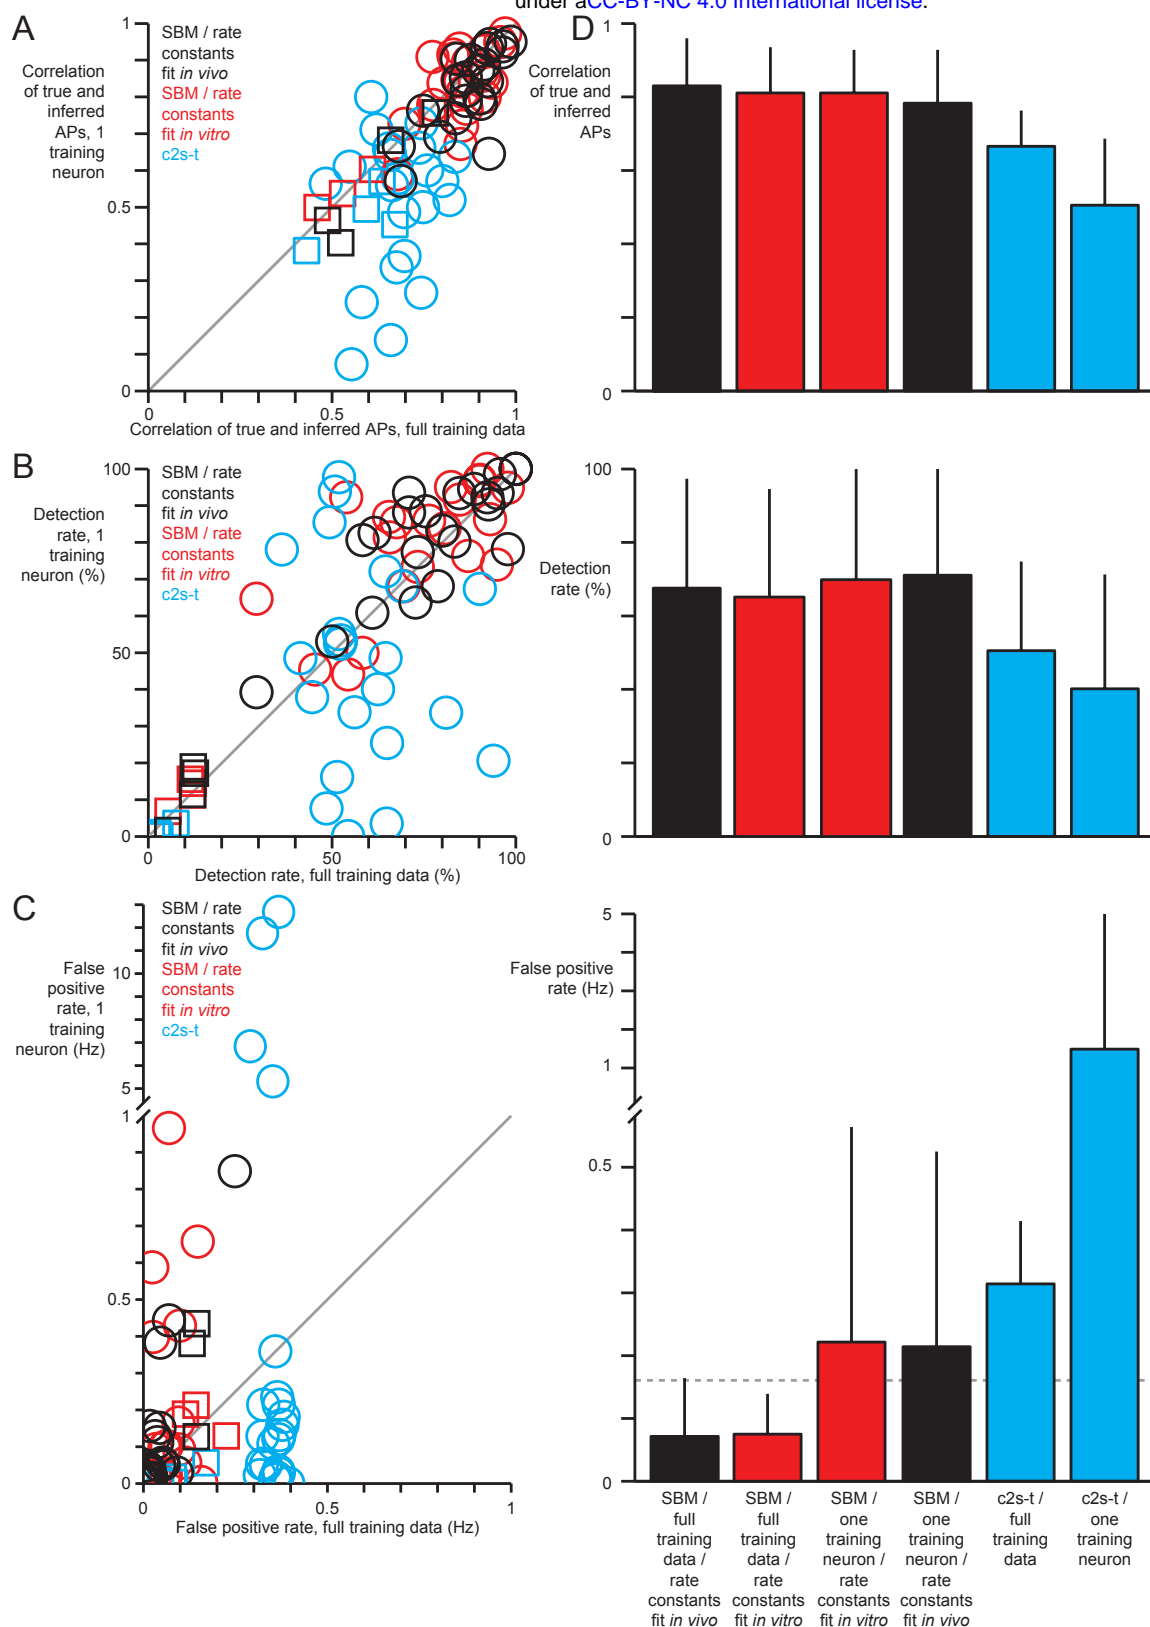 under aCC-BY-NC 4.0 International license.
A
1
Correlation
of true and
inferred
APs, 1
training
neuron
SBM / rate
constants
fit in vivo
SBM / rate
constants
fit in vitro
c2s-t
0.5
0
0
0.5
1
Correlation of true and inferred APs, full training data
B
100
Detection
rate, 1
training
neuron (%)
SBM / rate
constants
fit in vivo
SBM / rate
constants
fit in vitro
c2s-t
50
0
0
50
100
Detection rate, full training data (%)
C
False
positive
rate, 1
training
neuron (Hz)
SBM / rate
constants
fit in vivo
SBM / rate
constants
fit in vitro
c2s-t
10
5
1
0.5
0
0
0.5
1
False positive rate, full training data (Hz)
D
1
Correlation
of true and
inferred
APs
0
100
Detection
rate (%)
0
5
False positive
rate (Hz)
1
0.5
0
SBM /
full
training
data /
rate
constants
fit in vivo
SBM /
full
training
data /
rate
constants
fit in vitro
SBM /
one
training
neuron /
rate
constants
fit in vitro
SBM /
one
training
neuron /
rate
constants
fit in vivo
c2s-t /
full
training
data
c2s-t /
one
training
neuron